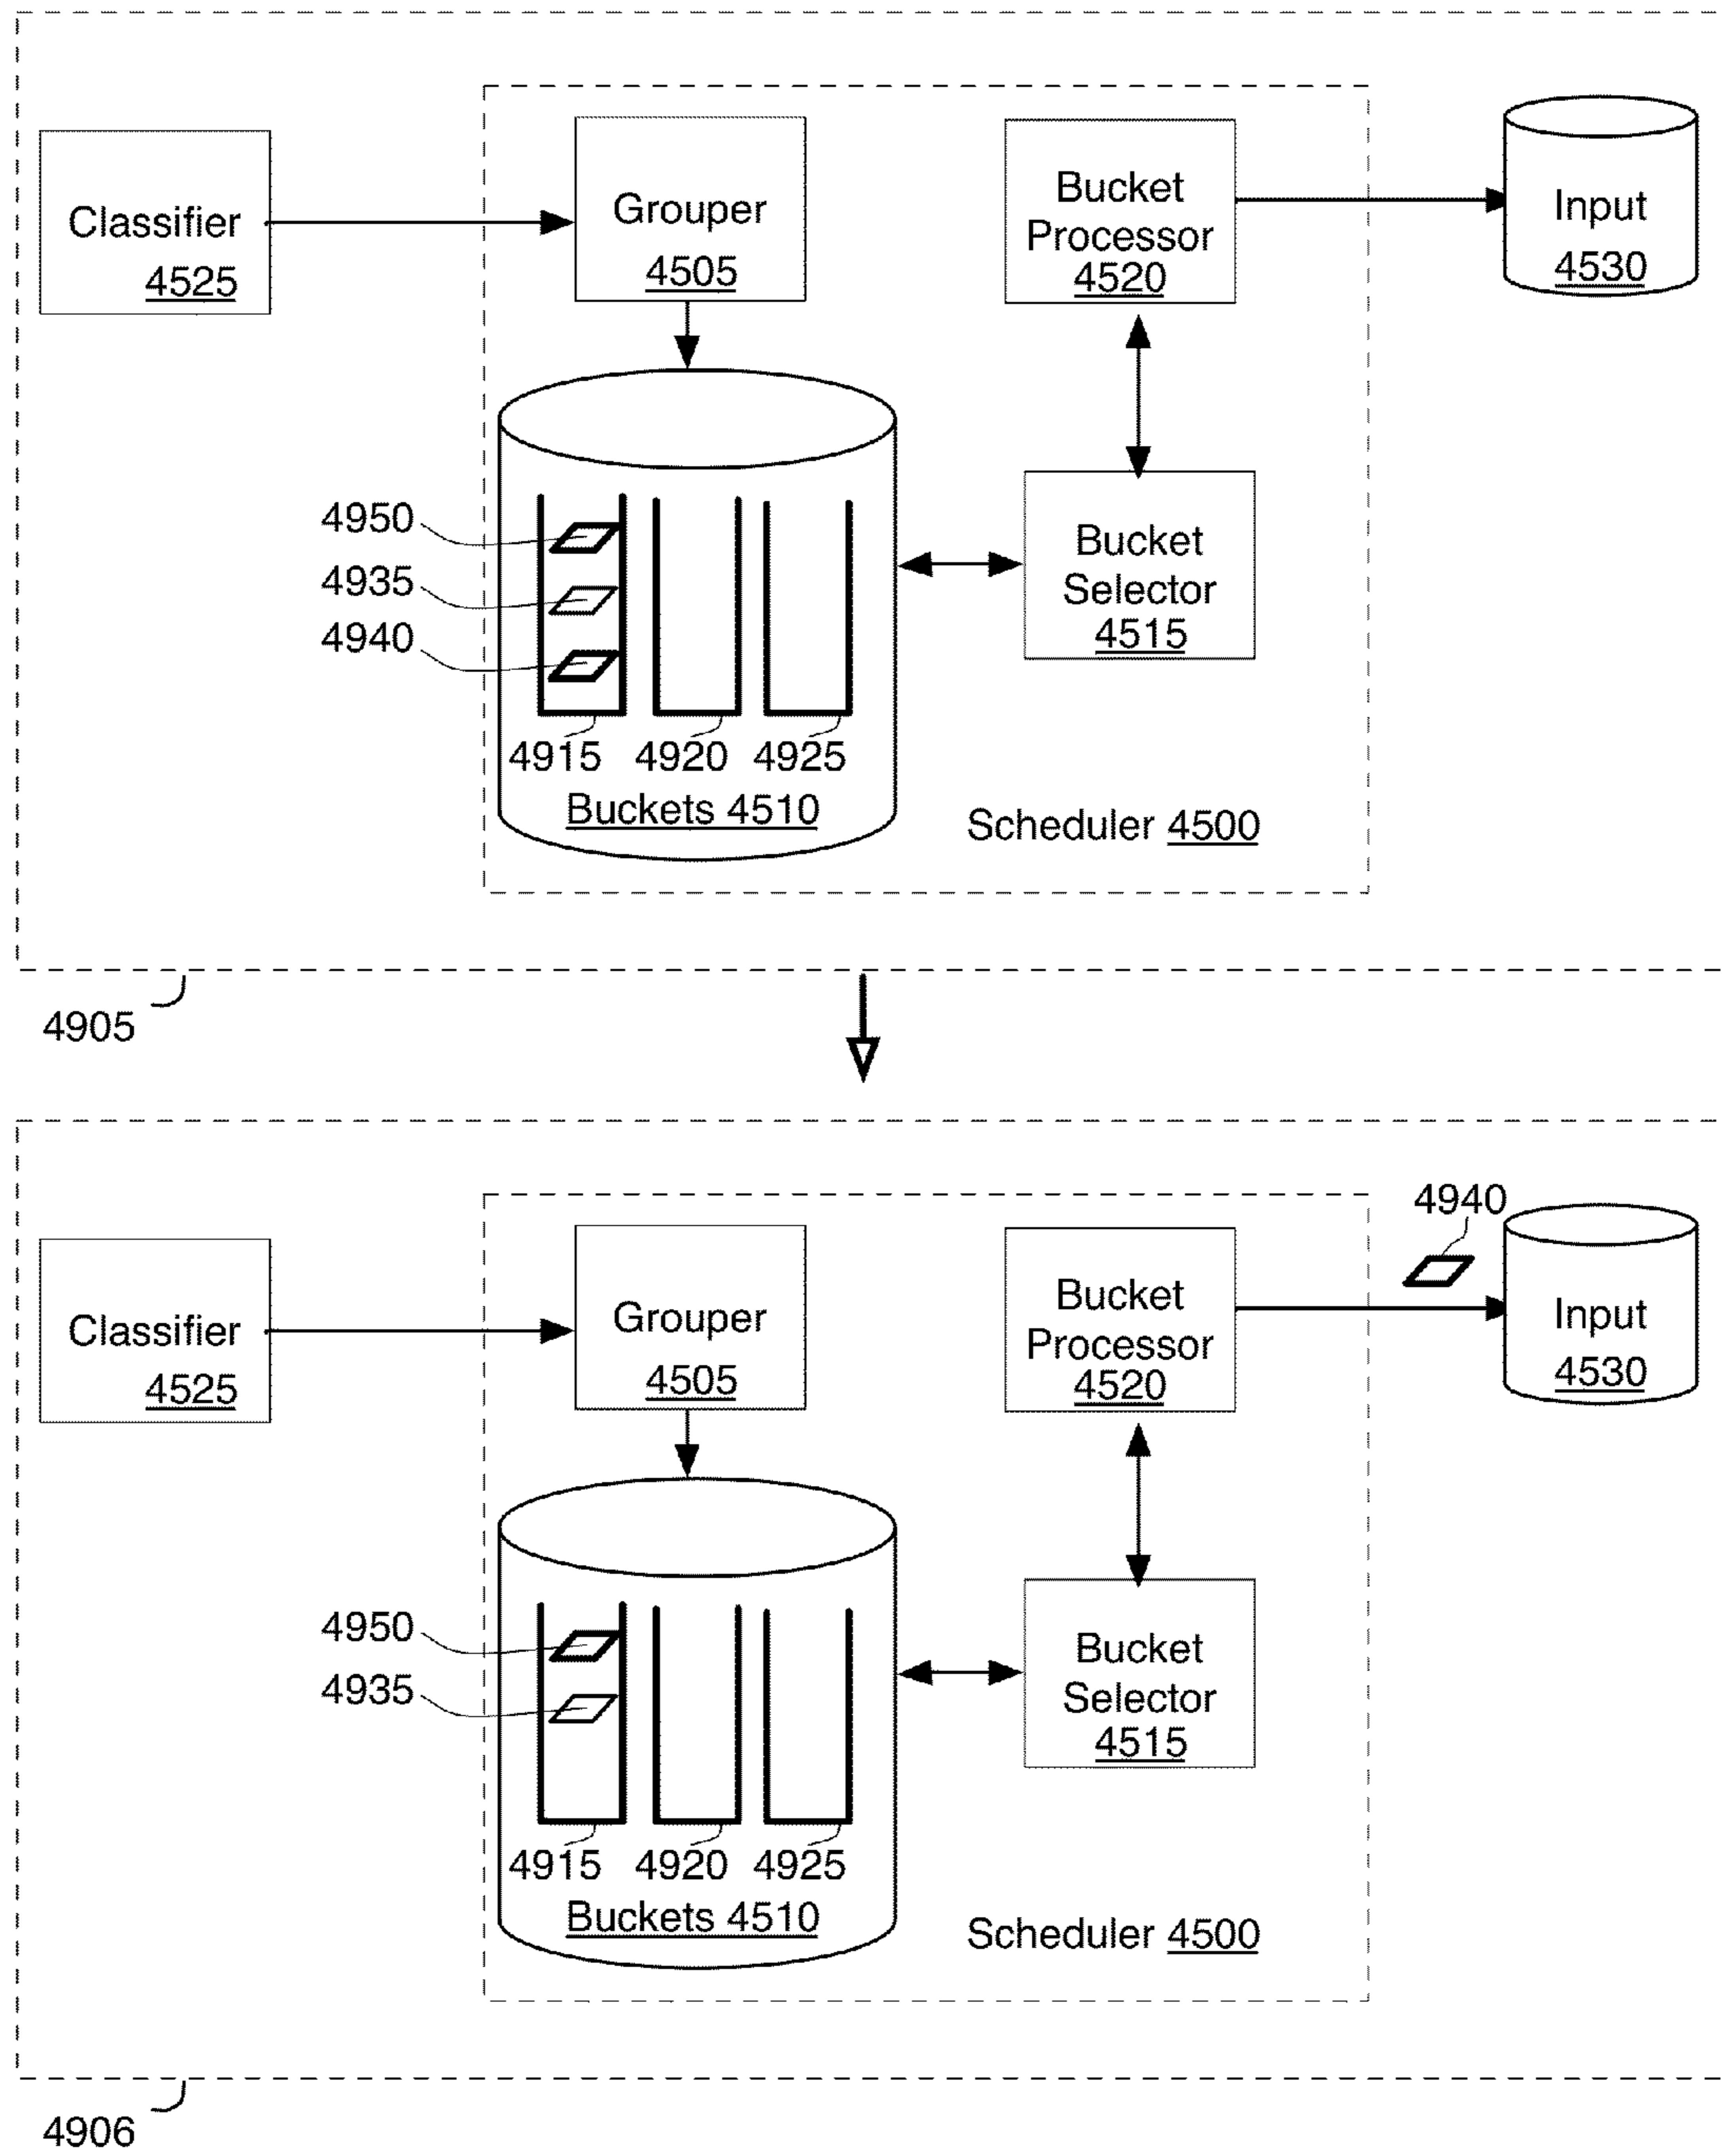 Classifier
4525
Grouper
4505
Bucket
Processor
4520
Input
4530
4950
4935
4940
Bucket
Selector
4515
4915 4920 4925
Buckets 4510
Scheduler 4500
4905
4940
Classifier
4525
Grouper
4505
Bucket
Processor
4520
Input
4530
4950
4935
Bucket
Selector
4515
4915 4920 4925
Buckets 4510
Scheduler 4500
4906